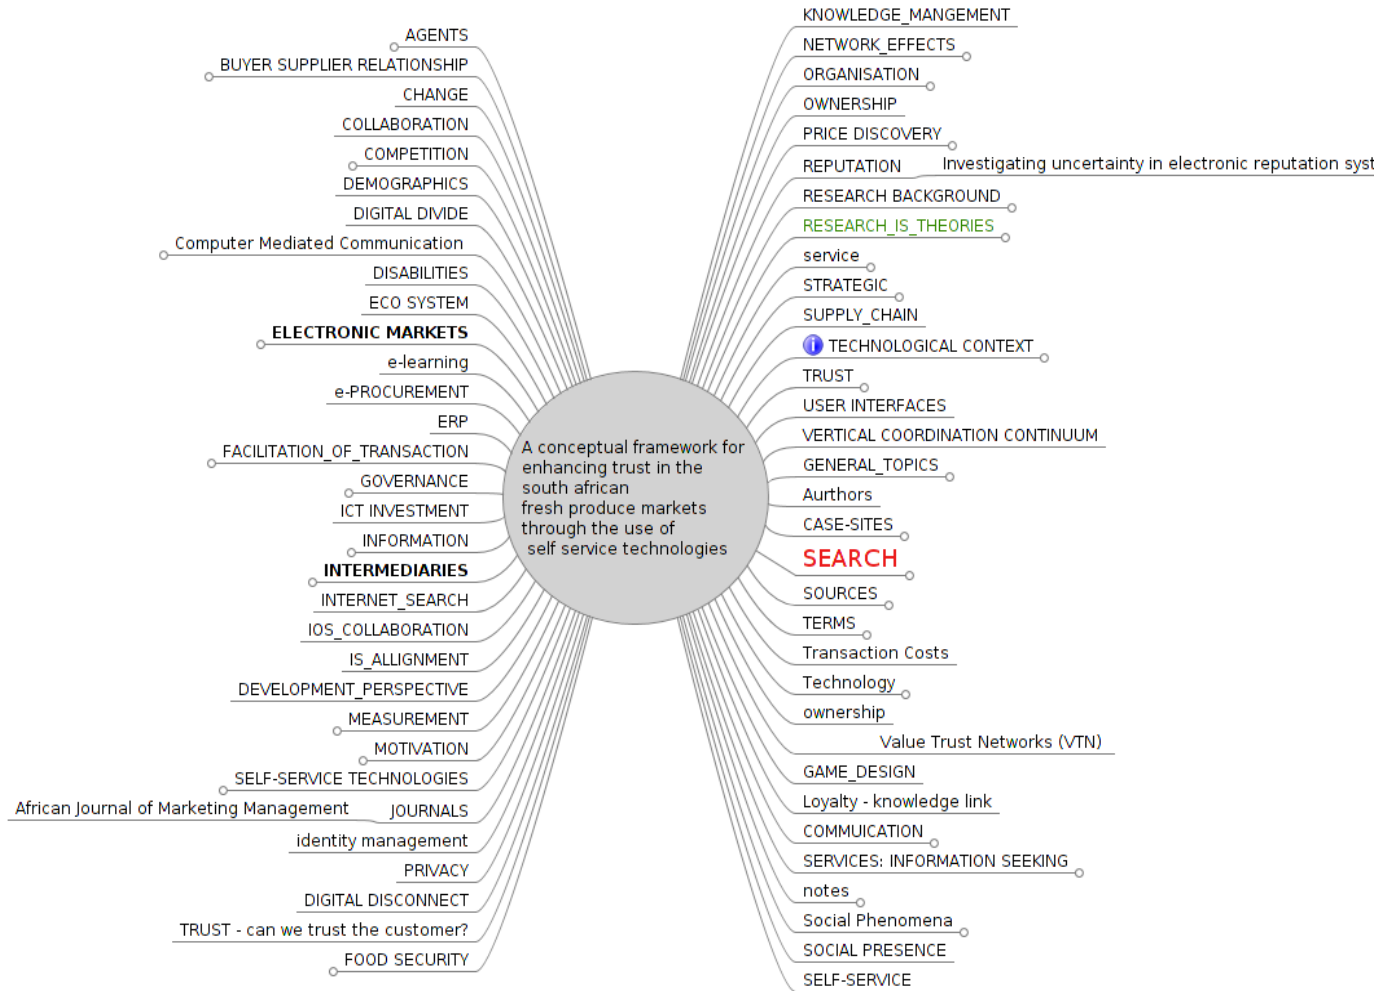 AGENTS
BUYER SUPPLIER RELATIONSHIP
CHANGE
COLLABORATION
COMPETITION
DEMOGRAPHICS
DIGITAL DIVIDE
Computer Mediated Communication
DISABILITIES
ECO SYSTEM
ELECTRONIC MARKETS
e-learning
e-PROCUREMENT
ERP
FACILITATION_OF_TRANSACTION
GOVERNANCE
ICT INVESTMENT
INFORMATION
INTERMEDIARIES
INTERNET_SEARCH
IOS_COLLABORATION
IS_ALLIGNMENT
DEVELOPMENT_PERSPECTIVE
MEASUREMENT
MOTIVATION
SELF-SERVICE TECHNOLOGIES
African Journal of Marketing Management JOURNALS
identity management
PRIVACY
DIGITAL DISCONNECT
TRUST - can we trust the customer?
FOOD SECURITY
A conceptual framework for
enhancing trust in the
south african
fresh produce markets
through the use of
self service technologies
KNOWLEDGE_MANGEMENT
NETWORK_EFFECTS
ORGANISATION
OWNERSHIP
PRICE DISCOVERY
REPUTATION Investigating uncertainty in electronic reputation syst
RESEARCH BACKGROUND
RESEARCH_IS_THEORIES
service
STRATEGIC
SUPPLY_CHAIN
i TECHNOLOGICAL CONTEXT
TRUST
USER INTERFACES
VERTICAL COORDINATION CONTINUUM
GENERAL_TOPICS
Aurthors
CASE-SITES
SEARCH
SOURCES
TERMS
Transaction Costs
Technology
ownership
Value Trust Networks (VTN)
GAME_DESIGN
Loyalty - knowledge link
COMMUICATION
SERVICES: INFORMATION SEEKING
notes
Social Phenomena
SOCIAL PRESENCE
SELF-SERVICE